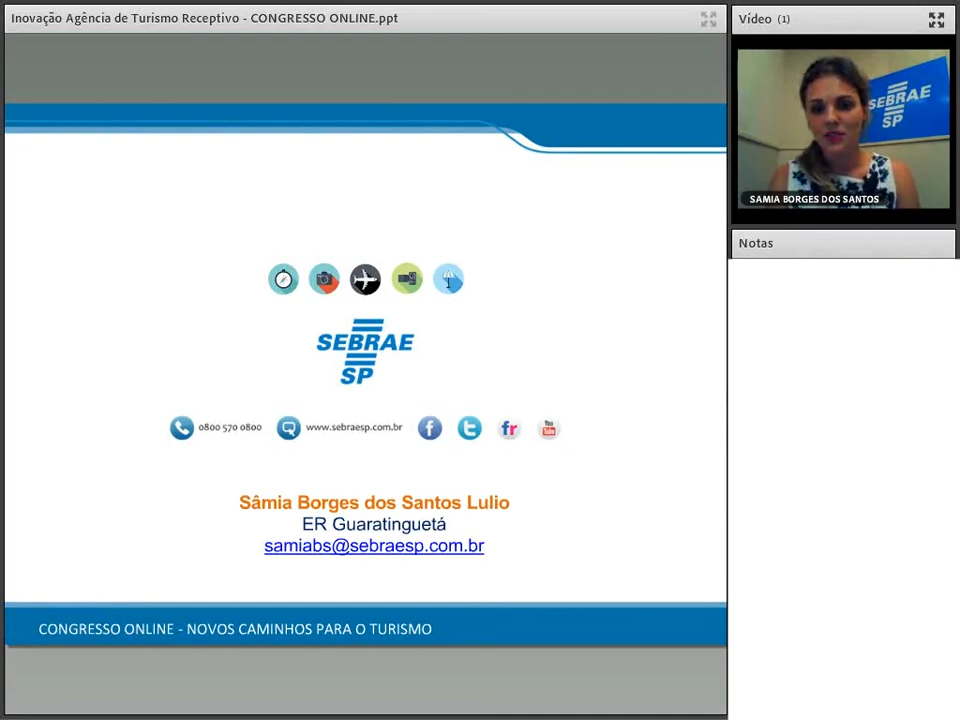 Inovação Agência de Turismo Receptivo - CONGRESSO ONLINE.ppt
Vídeo (1)
SEBRAE
SP
SAMIA BORGES DOS SANTOS
Notas
SEBRAE
SP
0800 570 0800
www.sebraesp.com.br
f
t
fr
You
Tube
Sâmia Borges dos Santos Lulio
ER Guaratinguetá
samiabs@sebraesp.com.br
CONGRESSO ONLINE - NOVOS CAMINHOS PARA O TURISMO